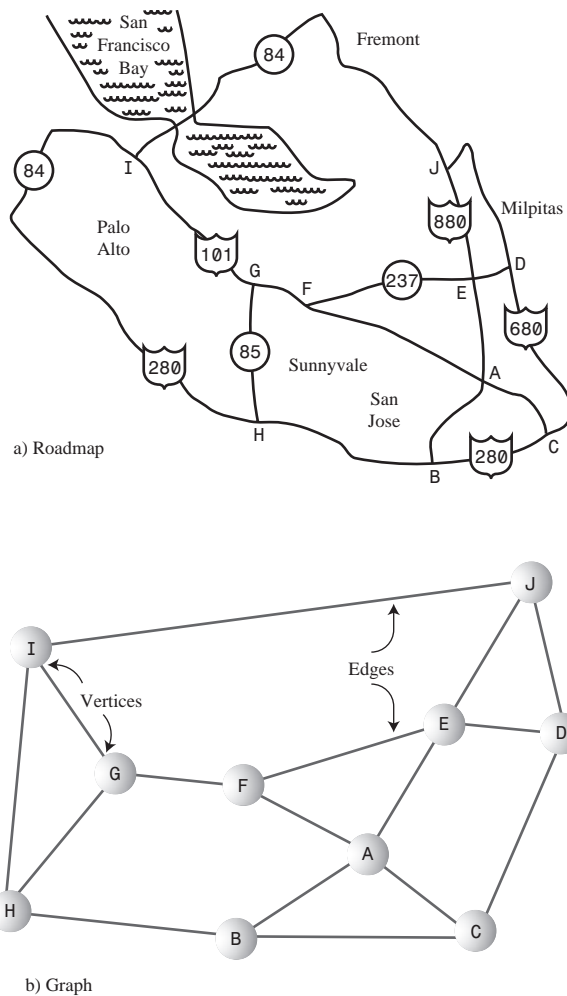 San
Francisco
Bay
84
Fremont
84
I
J
Palo
Alto
880
Milpitas
101
G
F
237
E
D
680
85
Sunnyvale
280
A
San
Jose
H
C
a) Roadmap
280
B
J
I
Edges
Vertices
E
D
G
F
A
H
B
C
b) Graph